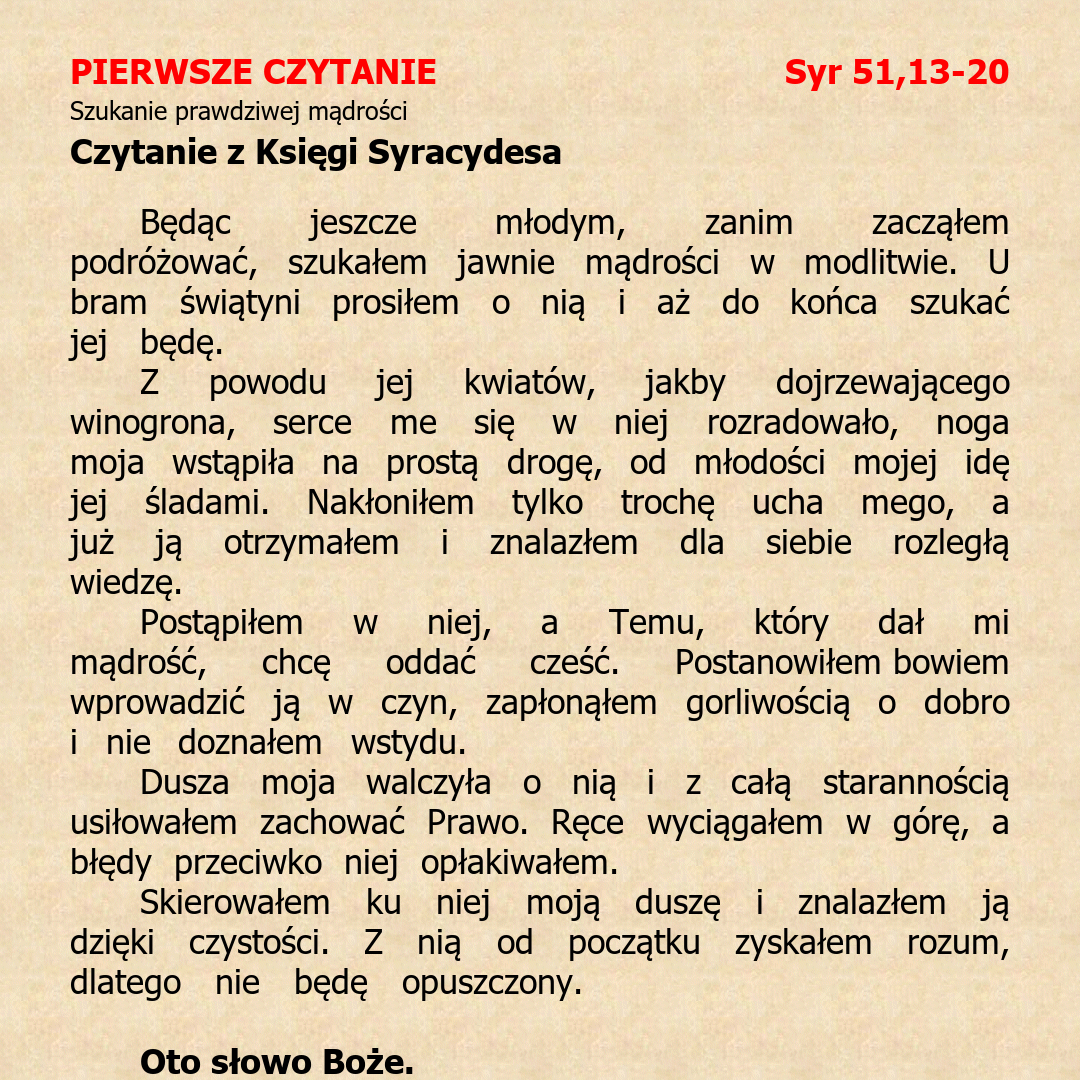 PIERWSZE CZYTANIE Syr 51,13-20
Szukanie prawdziwej mądrości
Czytanie z Księgi Syracydesa
Będąc jeszcze młodym, zanim zacząłem
podróżować, szukałem jawnie mądrości w modlitwie. U
bram świątyni prosiłem o nią i aż do końca szukać
jej będę.
Z powodu jej kwiatów, jakby dojrzewającego
winogrona, serce me się w niej rozradowało, noga
moja wstąpiła na prostą drogę, od młodości mojej idę
jej śladami. Nakłoniłem tylko trochę ucha mego, a
już ją otrzymałem i znalazłem dla siebie rozległą
wiedzę.
Postąpiłem w niej, a Temu, który dał mi
mądrość, chcę oddać cześć. Postanowiłem bowiem
wprowadzić ją w czyn, zapłonąłem gorliwością o dobro
i nie doznałem wstydu.
Dusza moja walczyła o nią i z całą starannością
usiłowałem zachować Prawo. Ręce wyciągałem w górę, a
błędy przeciwko niej opłakiwałem.
Skierowałem ku niej moją duszę i znalazłem ją
dzięki czystości. Z nią od początku zyskałem rozum,
dlatego nie będę opuszczony.
Oto słowo Boże.